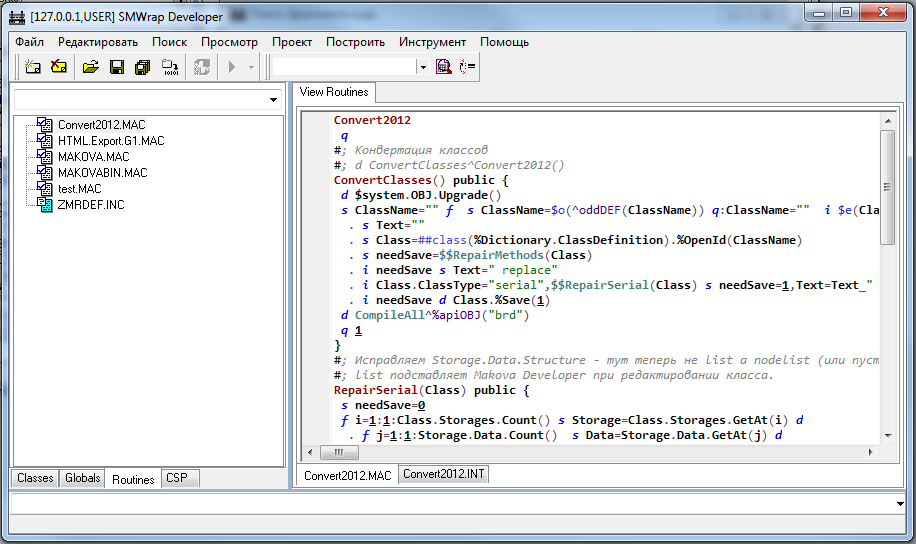 [127.0.0.1,USER] SMWrap Developer
Файл Редактировать Поиск Просмотр Проект Построить Инструмент Помощь
View Routines
Convert2012.MAC
HTML.Export.G1.MAC
MAKOVA.MAC
MAKOVABIN.MAC
test.MAC
ZMRDEF.INC
Classes Globals Routines CSP
Convert2012
q
#; Конвертация классов
#; d ConvertClasses^Convert2012()
ConvertClasses() public {
d $system.OBJ.Upgrade()
s ClassName="" f  s ClassName=$o(^oddDEF(ClassName)) q:ClassName=""  i $e(Cla
. s Text=""
. s Class=##class(%Dictionary.ClassDefinition).%OpenId(ClassName)
. s needSave=$$RepairMethods(Class)
. i needSave s Text=" replace"
. i Class.ClassType="serial",$$RepairSerial(Class) s needSave=1,Text=Text_"
. i needSave d Class.%Save(1)
d CompileAll^%apiOBJ("brd")
q 1
}
#; Исправляем Storage.Data.Structure - тут теперь не list а nodelist (или пуст
#; list подставляет Makova Developer при редактировании класса.
RepairSerial(Class) public {
s needSave=0
f i=1:1:Class.Storages.Count() s Storage=Class.Storages.GetAt(i) d
. f j=1:1:Storage.Data.Count()  s Data=Storage.Data.GetAt(j) d
Convert2012.MAC Convert2012.INT